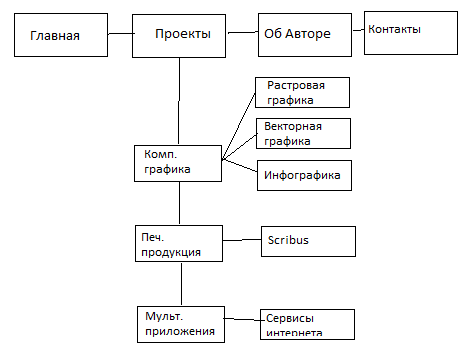 Главная
Проекты
Об Авторе
Контакты
Растровая
графика
Векторная
графика
Комп.
графика
Инфографика
Печ.
продукция
Scribus
Мульт.
приложения
Сервисы
интернета